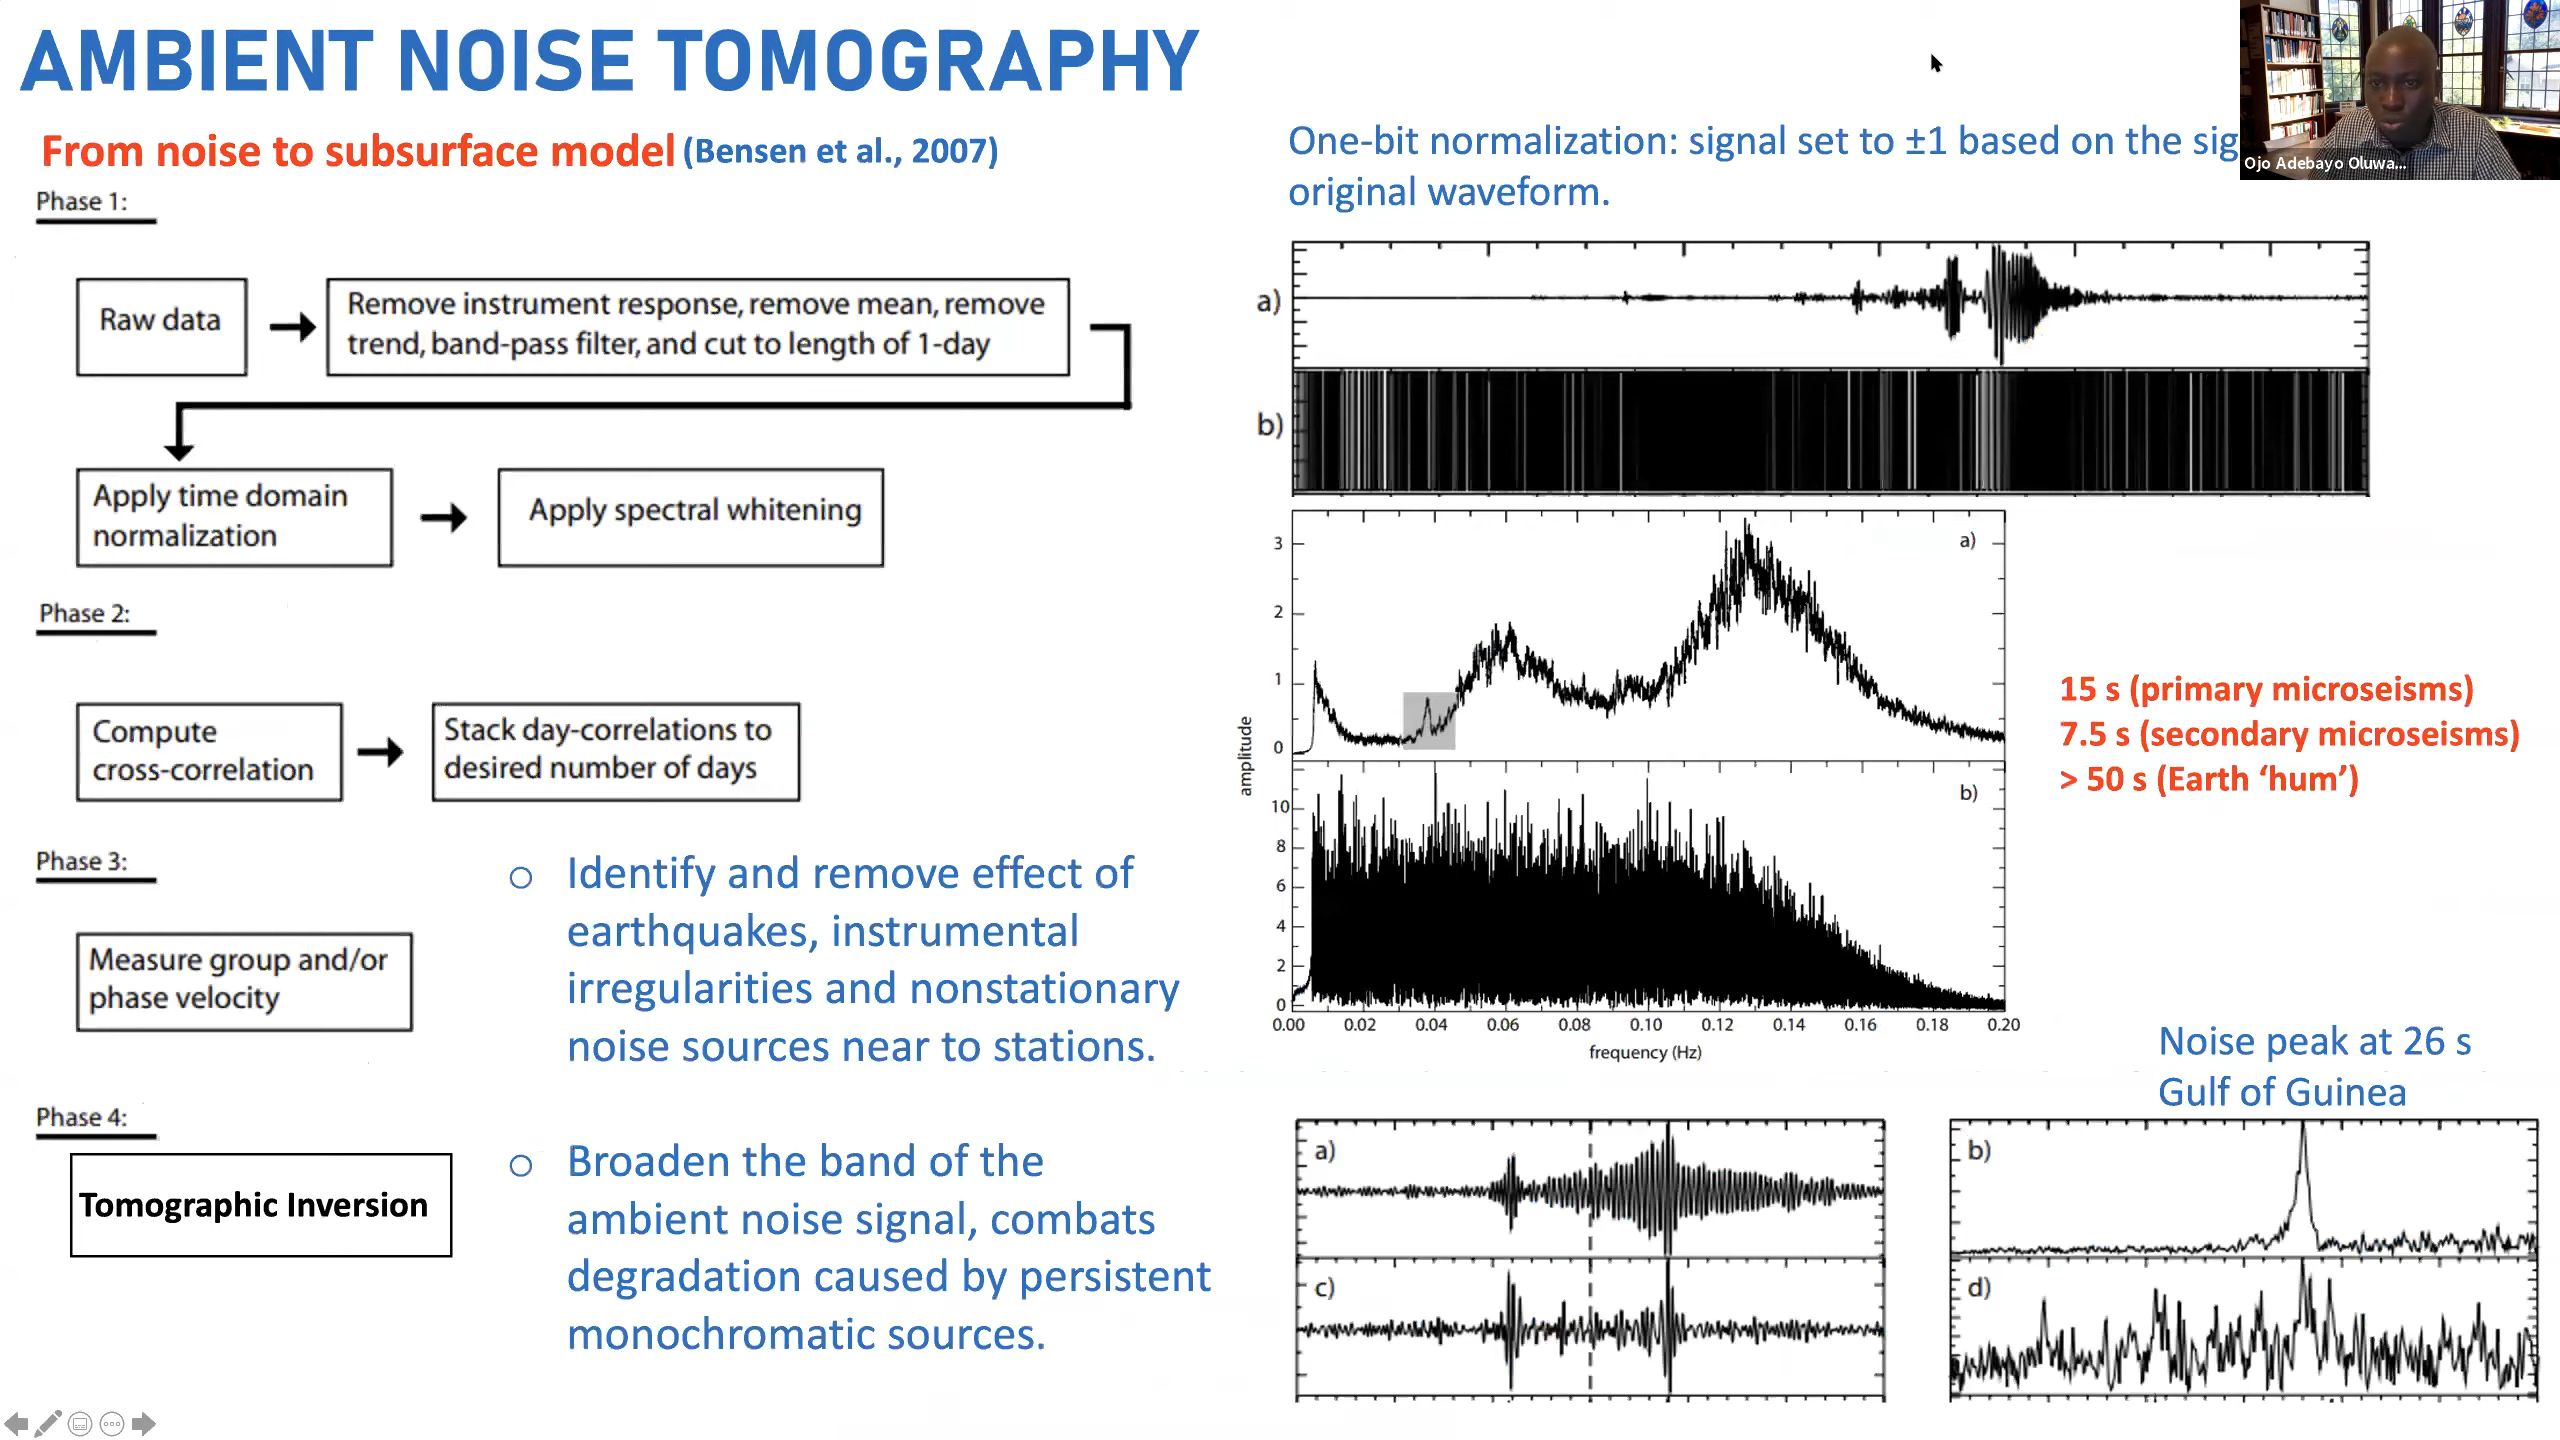 AMBIENT NOISE TOMOGRAPHY
From noise to subsurface model (Bensen et al., 2007)
Phase 1:
Raw data
Remove instrument response, remove mean, remove
trend, band-pass filter, and cut to length of 1-day
Apply time domain
normalization
Apply spectral whitening
Phase 2:
Compute
cross-correlation
Stack day-correlations to
desired number of days
Phase 3:
Measure group and/or
phase velocity
Phase 4:
Tomographic Inversion
o Identify and remove effect of
earthquakes, instrumental
irregularities and nonstationary
noise sources near to stations.
o Broaden the band of the
ambient noise signal, combats
degradation caused by persistent
monochromatic sources.
One-bit normalization: signal set to ±1 based on the sig
original waveform.
Ojo Adebayo Oluwa...
a)
b)
a)
3
2
1
0
amplitude
b)
10
8
6
4
2
0
0.00 0.02 0.04 0.06 0.08 0.10 0.12 0.14 0.16 0.18 0.20
frequency (Hz)
15 s (primary microseisms)
7.5 s (secondary microseisms)
> 50 s (Earth ‘hum’)
Noise peak at 26 s
Gulf of Guinea
a)
c)
b)
d)